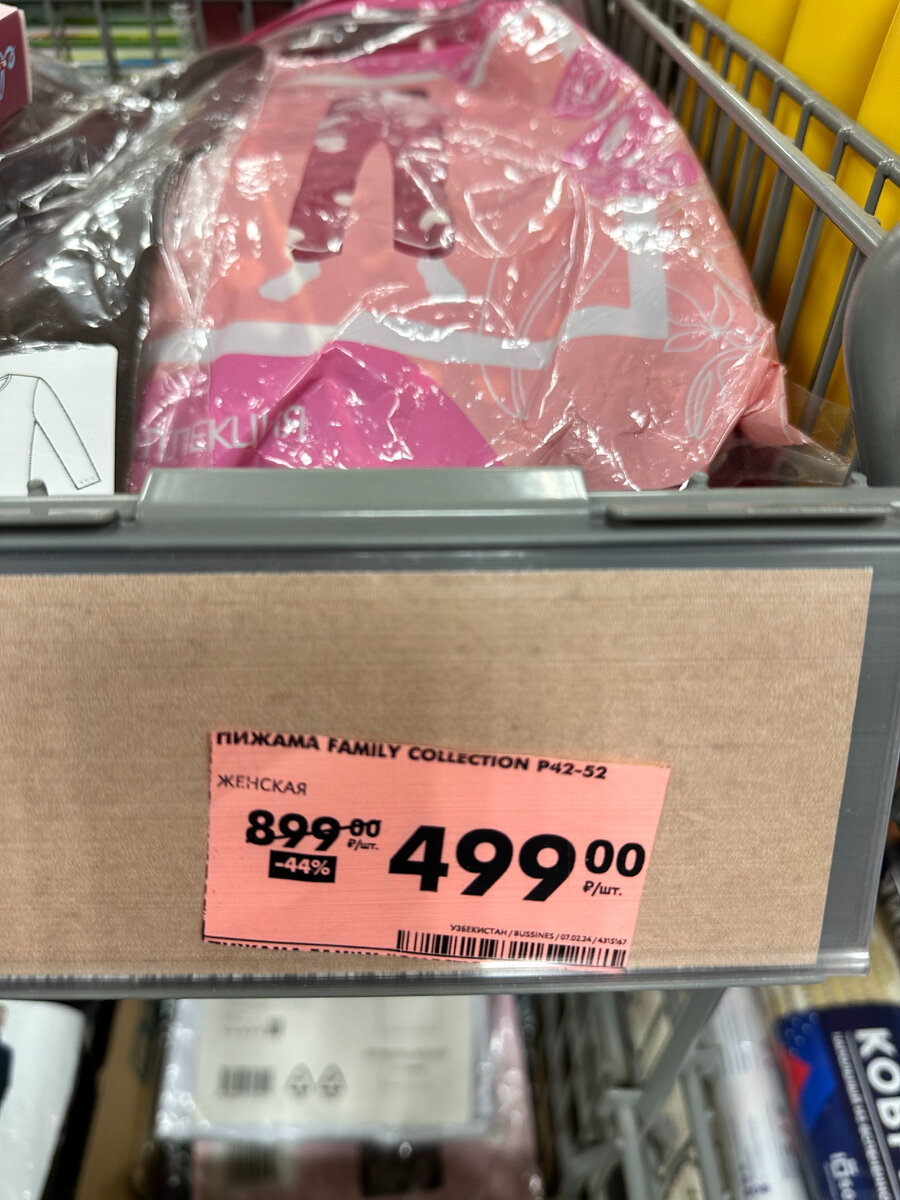 ПИЖАМА FAMILY COLLECTION Р42-52
ЖЕНСКАЯ
899 00
₽/шт.
-44%
499 00
₽/шт.
УЗБЕКИСТАН / BUSSINES / 07.02.24 / 4315167